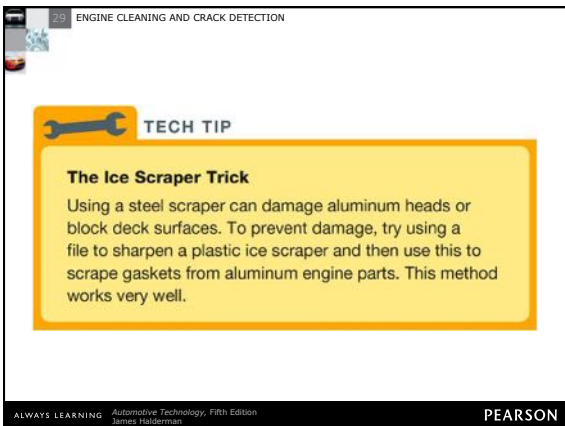 29 ENGINE CLEANING AND CRACK DETECTION
TECH TIP
The Ice Scraper Trick
Using a steel scraper can damage aluminum heads or
block deck surfaces. To prevent damage, try using a
file to sharpen a plastic ice scraper and then use this to
scrape gaskets from aluminum engine parts. This method
works very well.
ALWAYS LEARNING Automotive Technology, Fifth Edition
James Halderman
PEARSON